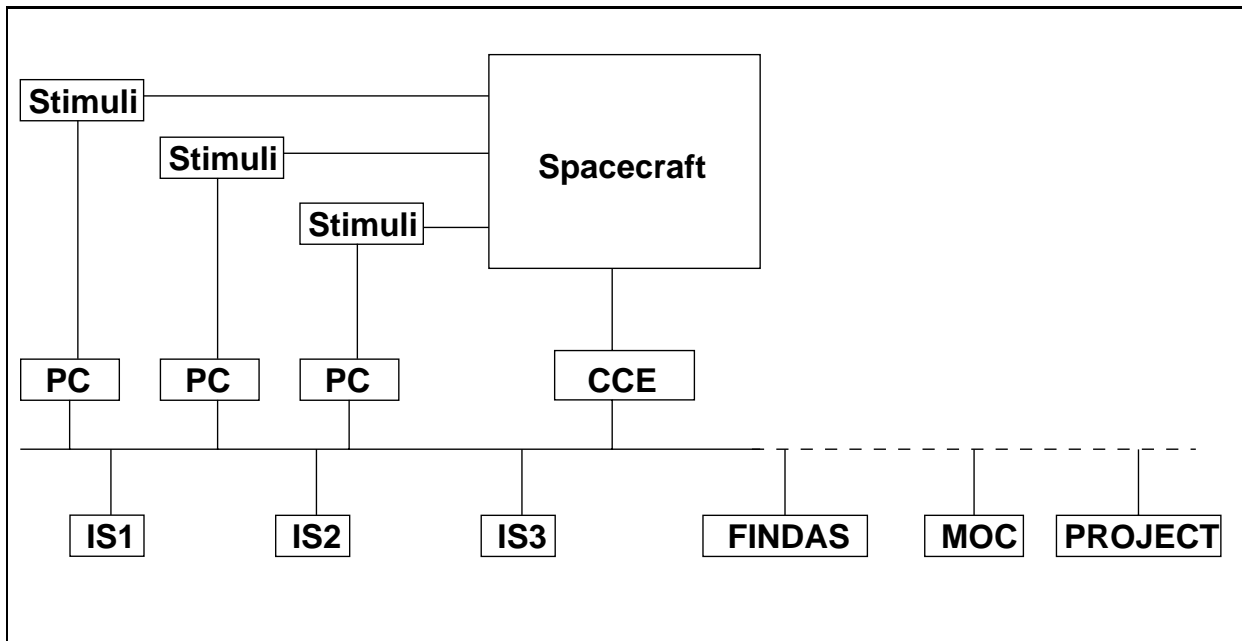 Stimuli
Stimuli
Spacecraft
Stimuli
PC
PC
PC
CCE
IS1
IS2
IS3
FINDAS
MOC
PROJECT